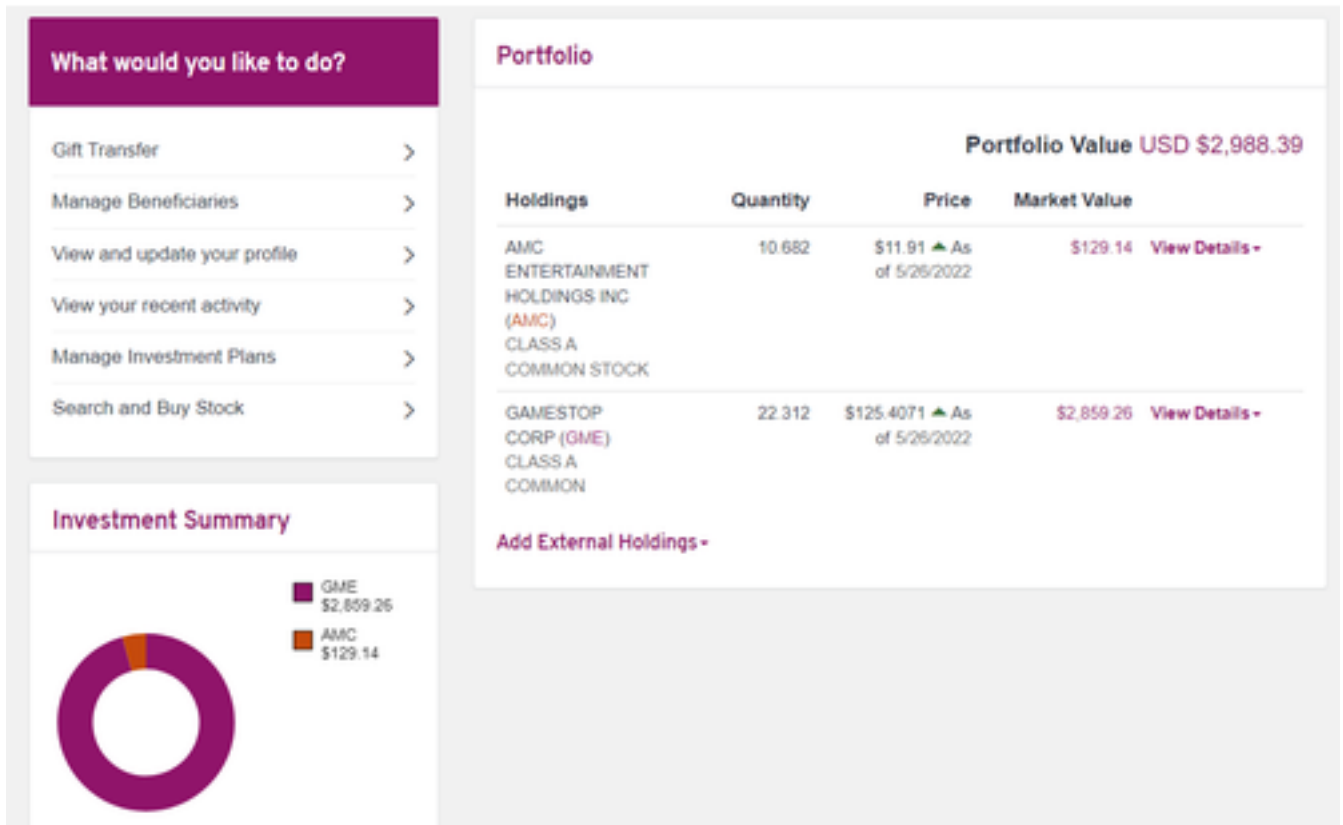 What would you like to do?
Gift Transfer
Manage Beneficiaries
View and update your profile
View your recent activity
Manage Investment Plans
Search and Buy Stock
Investment Summary
GME
$2,859.26
AMC
$129.14
Portfolio
Portfolio Value USD $2,988.39
Holdings Quantity Price Market Value
AMC 10.682 $11.91 ▲ As $129.14 View Details
ENTERTAINMENT of 5/26/2022
HOLDINGS INC
(AMC)
CLASS A
COMMON STOCK
GAMESTOP 22.312 $125.4071 ▲ As $2,859.26 View Details
CORP (GME) of 5/26/2022
CLASS A
COMMON
Add External Holdings